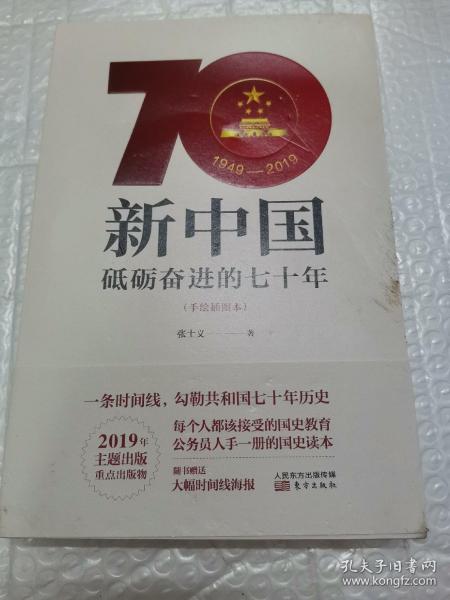 70
1949—2019
新中国
砥砺奋进的七十年
(手绘插图本)
张士义————著
一条时间线，勾勒共和国七十年历史
2019年
主题出版
重点出版物
每个人都该接受的国史教育
公务员人手一册的国史读本
随书赠送
大幅时间线海报
人民东方出版传媒
东方出版社
孔夫子旧书网
www.kongfz.com